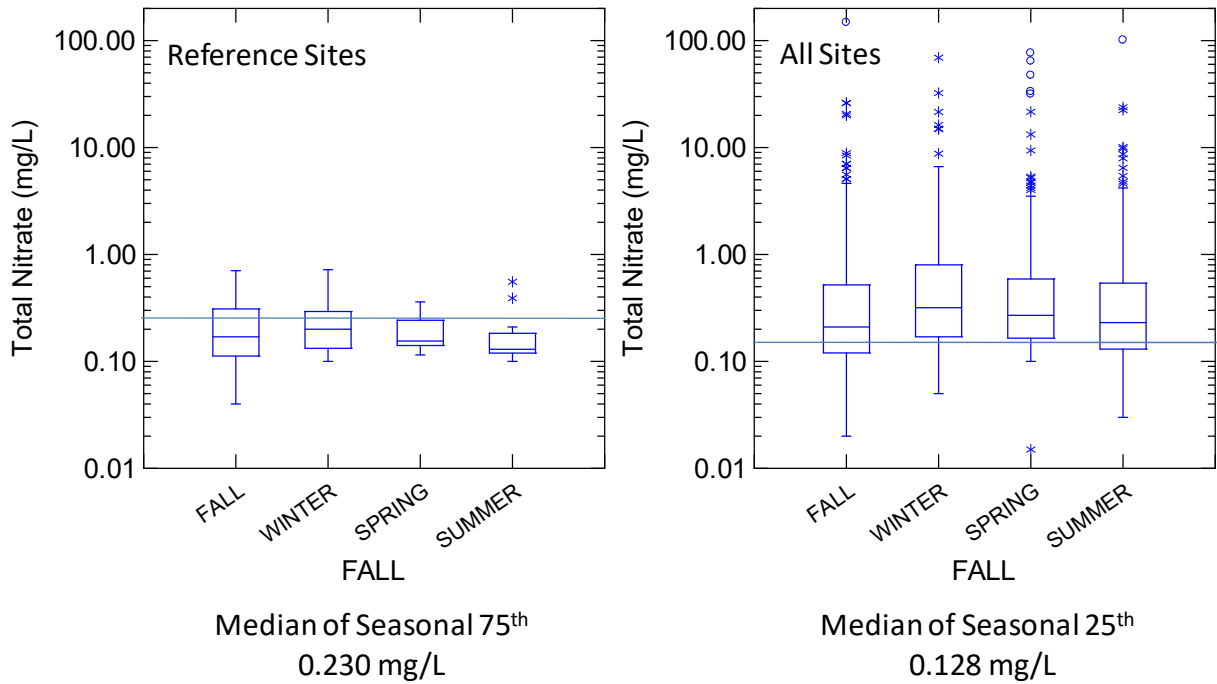 Reference Sites
Total Nitrate (mg/L)
100.00
10.00
1.00
0.10
0.01
FALL
WINTER
SPRING
SUMMER
FALL
Median of Seasonal 75th
0.230 mg/L
All Sites
Total Nitrate (mg/L)
100.00
10.00
1.00
0.10
0.01
FALL
WINTER
SPRING
SUMMER
FALL
Median of Seasonal 25th
0.128 mg/L